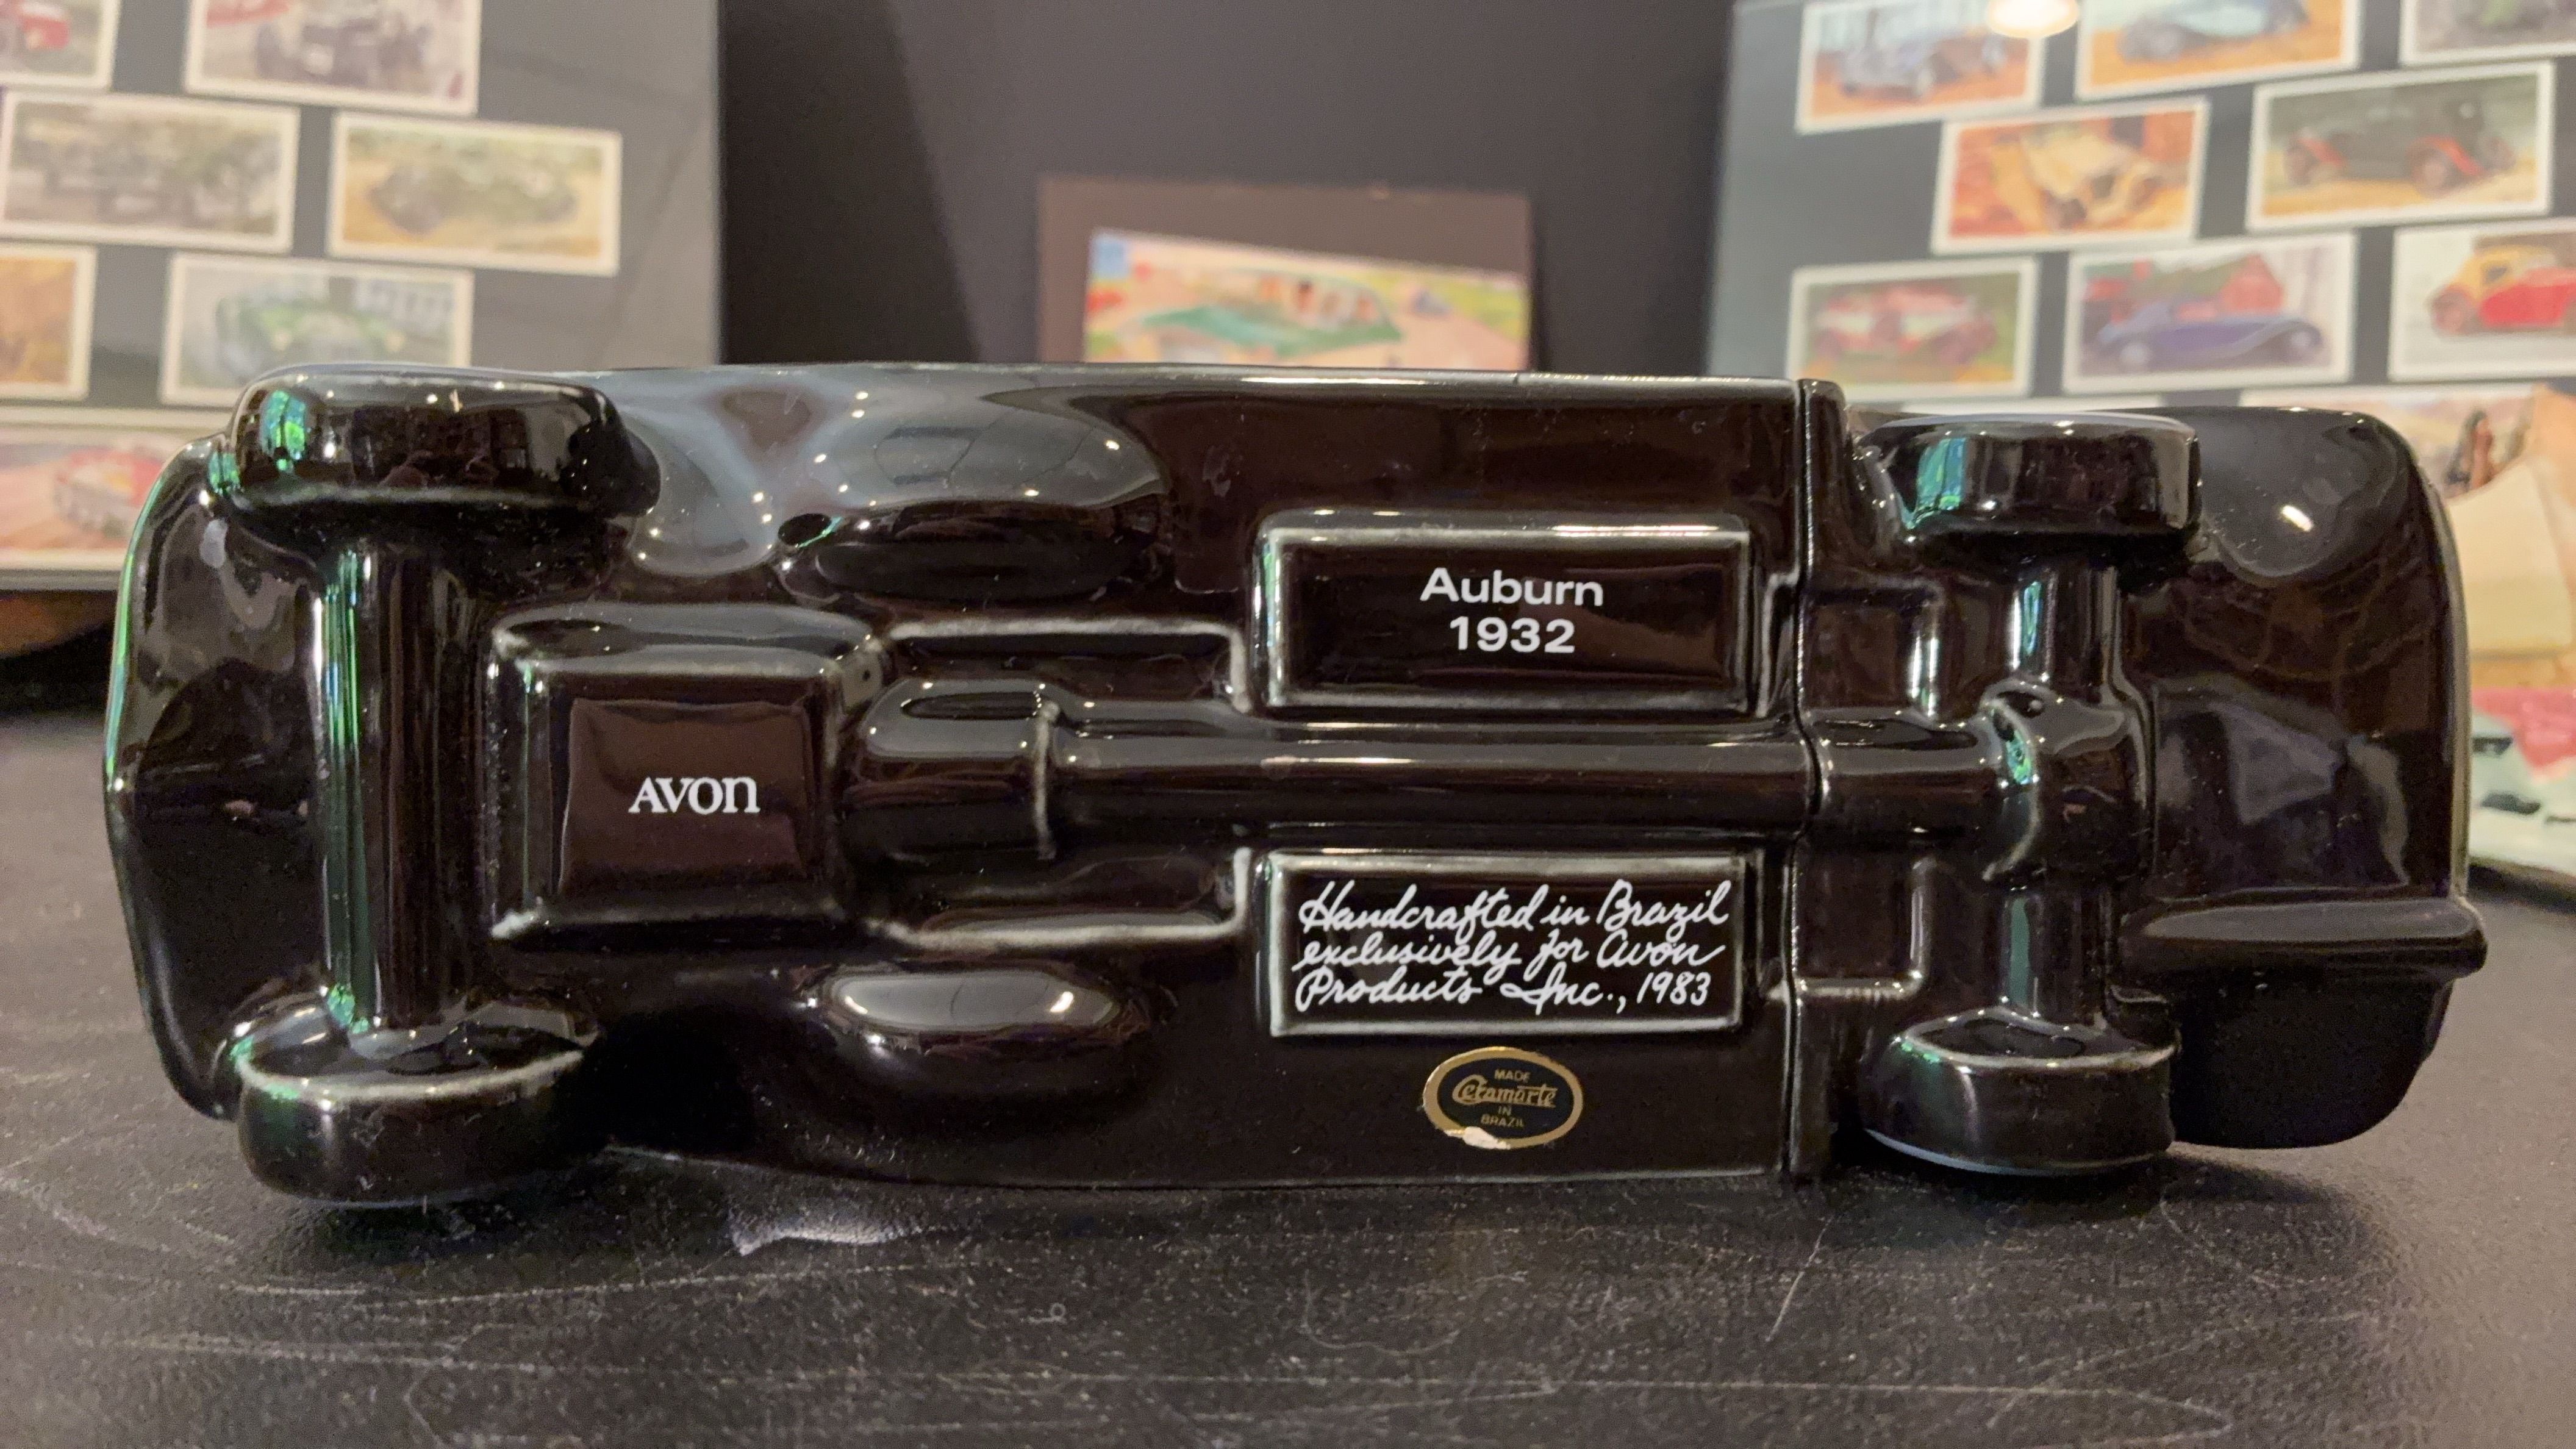 Auburn
1932
AVON
Handcrafted in Brazil
exclusively for Avon
Products Inc., 1983
MADE
Ceramarte
IN
BRAZIL